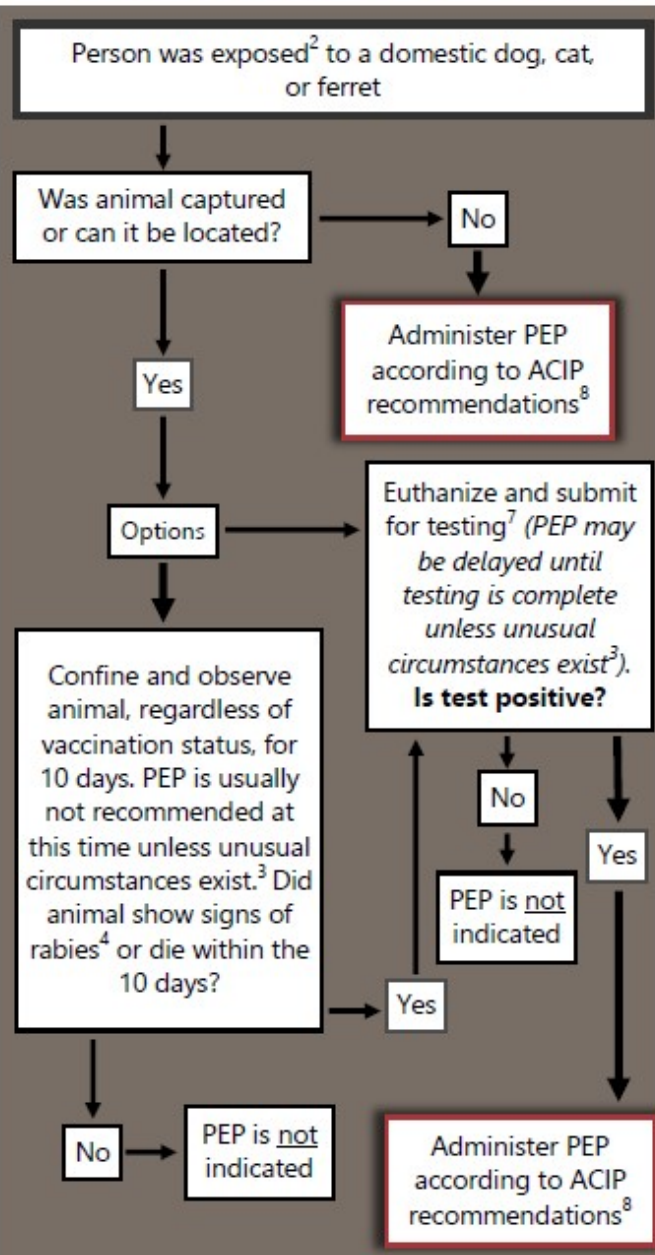 Person was exposed² to a domestic dog, cat,
or ferret
Was animal captured
or can it be located?
No
Administer PEP
according to ACIP
recommendations⁸
Yes
Options
Euthanize and submit
for testing⁷ (PEP may
be delayed until
testing is complete
unless unusual
circumstances exist³).
Is test positive?
Confine and observe
animal, regardless of
vaccination status, for
10 days. PEP is usually
not recommended at
this time unless unusual
circumstances exist.³ Did
animal show signs of
rabies⁴ or die within the
10 days?
No
PEP is not
indicated
Yes
Yes
No
PEP is not
indicated
Administer PEP
according to ACIP
recommendations⁸